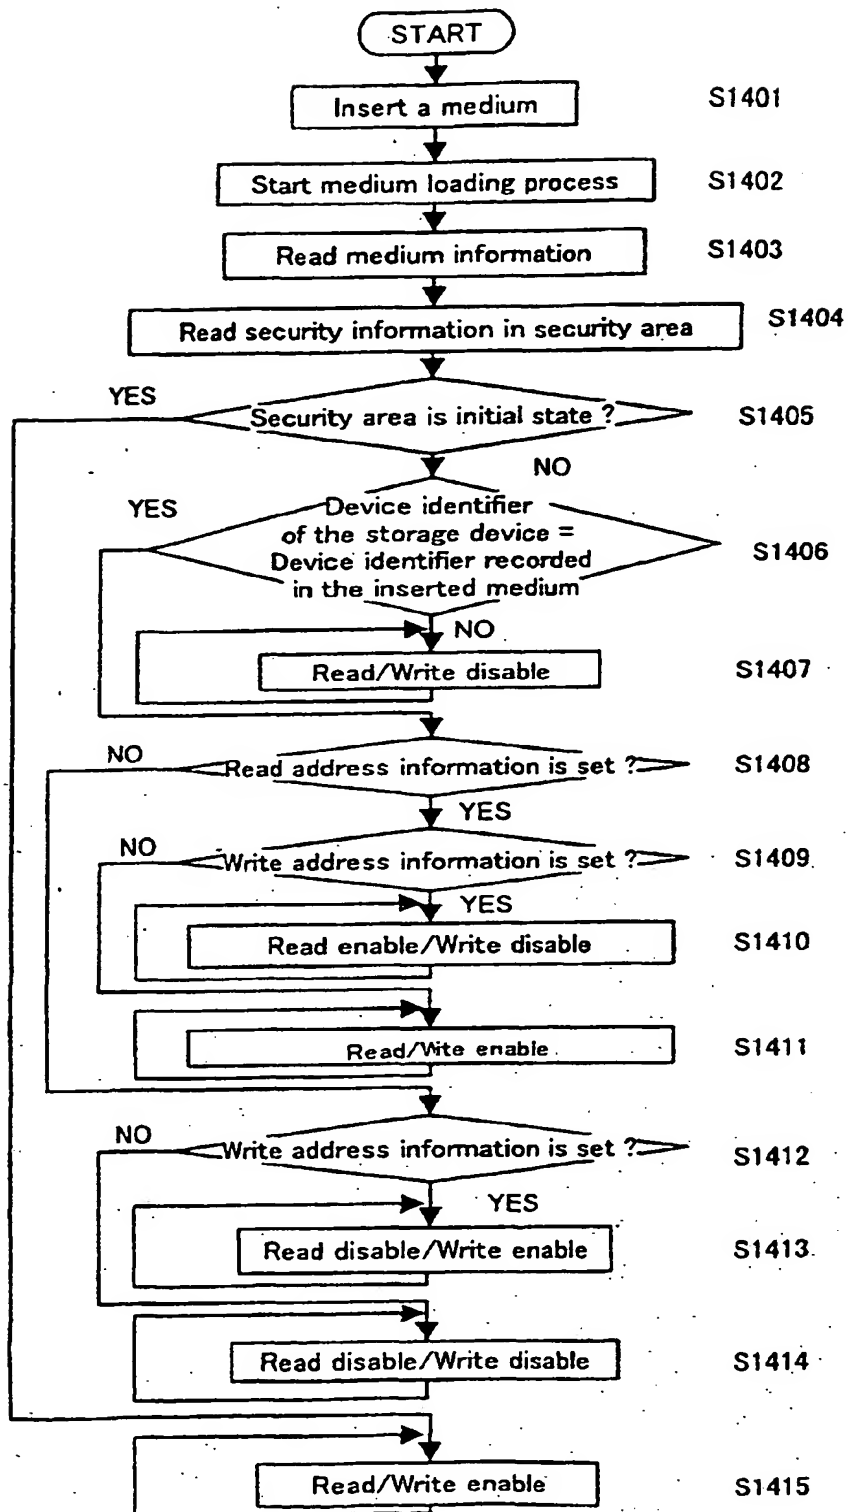 START
Insert a medium S1401
Start medium loading process S1402
Read medium information S1403
Read security information in security area S1404
YES
Security area is initial state ? S1405
NO
YES
Device identifier
of the storage device =
Device identifier recorded
in the inserted medium
S1406
NO
Read/Write disable S1407
NO
Read address information is set ? S1408
YES
NO
Write address information is set ? S1409
YES
Read enable/Write disable S1410
Read/Wite enable S1411
NO
Write address information is set ? S1412
YES
Read disable/Write enable S1413
Read disable/Write disable S1414
Read/Write enable S1415